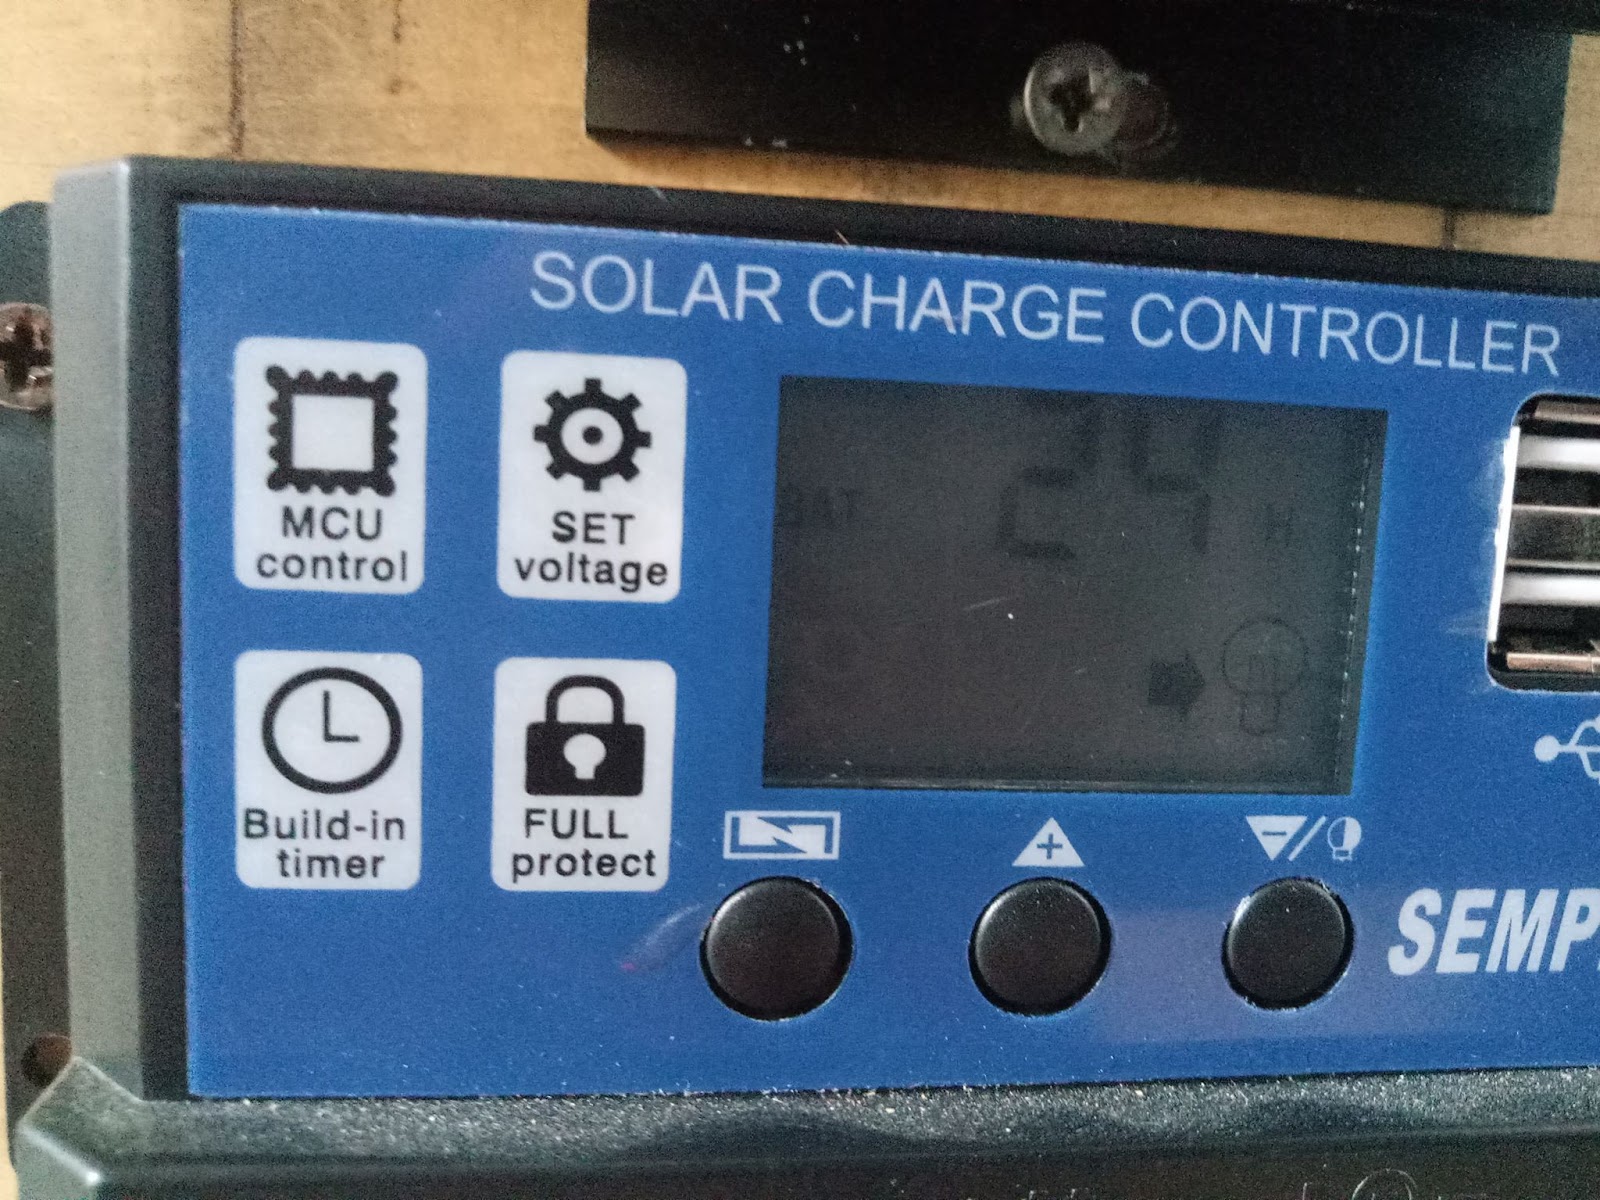 SOLAR CHARGE CONTROLLER
MCU
control
SET
voltage
24 H
Build-in
timer
FULL
protect
+
−/
SEMP